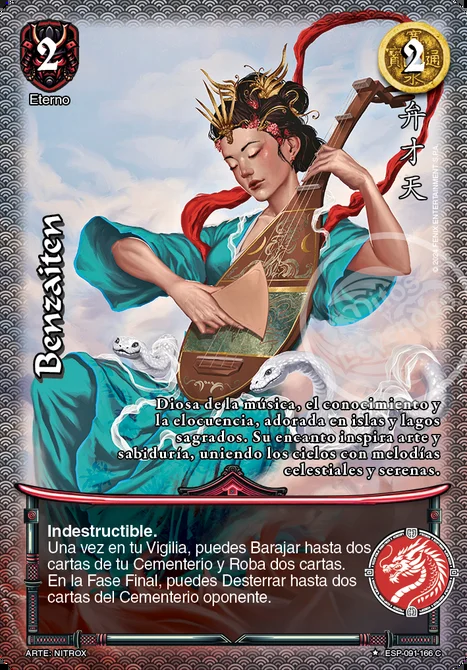 2
2
Eterno
弁才天
Benzaiten
Diosa de la música, el conocimiento y
la elocuencia, adorada en islas y lagos
sagrados. Su encanto inspira arte y
sabiduría, uniendo los cielos con melodías
celestiales y serenas.
Indestructible.
Una vez en tu Vigilia, puedes Barajar hasta dos
cartas de tu Cementerio y Roba dos cartas.
En la Fase Final, puedes Desterrar hasta dos
cartas del Cementerio oponente.
ARTE: NITROX
ESP-091-166 C